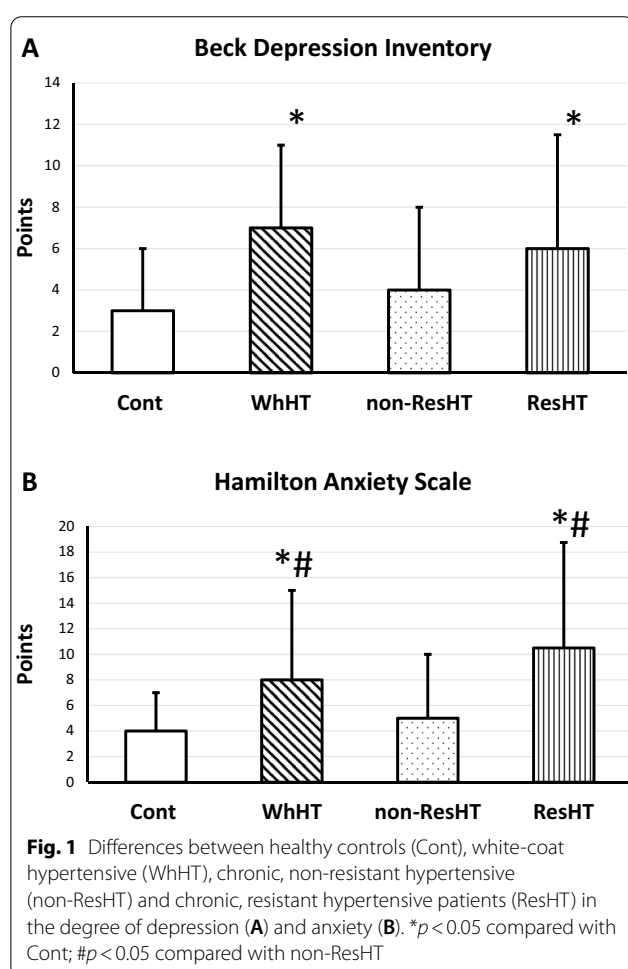 A
Beck Depression Inventory
14
12
10
8
6
4
2
0
Points
* *
Cont WhHT non-ResHT ResHT
B
Hamilton Anxiety Scale
20
18
16
14
12
10
8
6
4
2
0
Points
*# *#
Cont WhHT non-ResHT ResHT
Fig. 1 Differences between healthy controls (Cont), white-coat
hypertensive (WhHT), chronic, non-resistant hypertensive
(non-ResHT) and chronic, resistant hypertensive patients (ResHT) in
the degree of depression (A) and anxiety (B). *p < 0.05 compared with
Cont; #p < 0.05 compared with non-ResHT